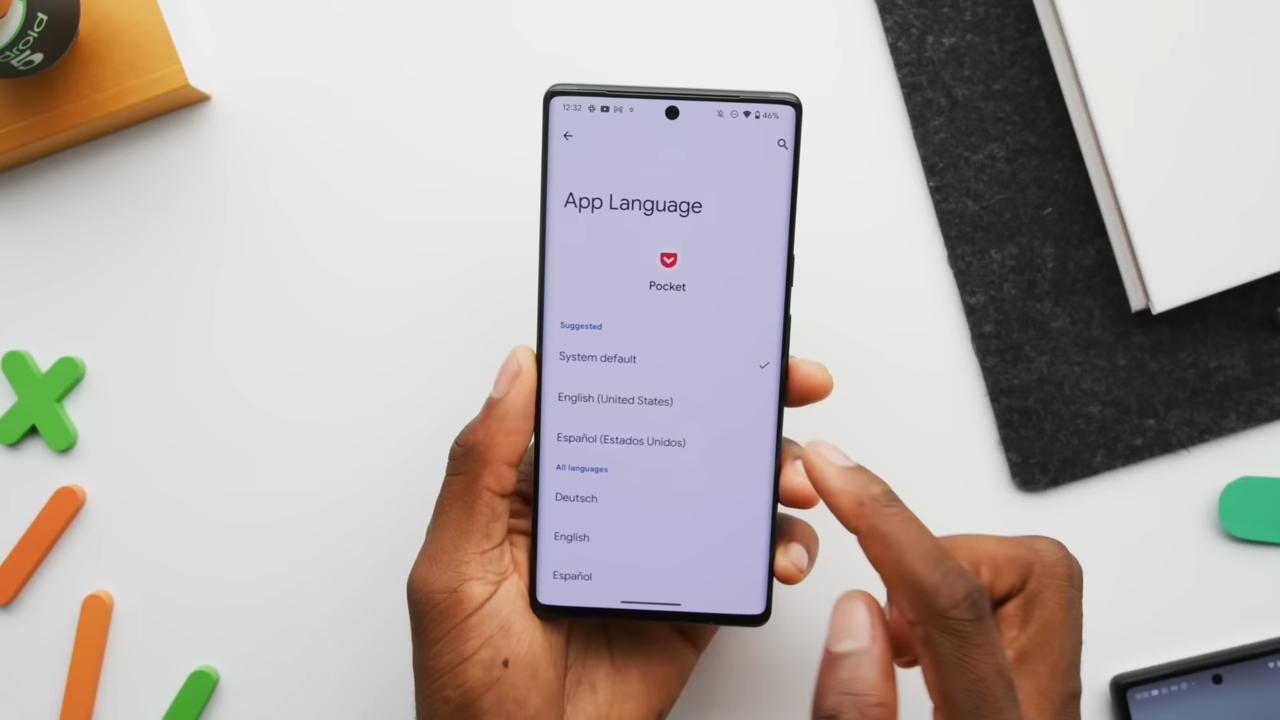 droid
12:32
46%
App Language
Pocket
Suggested
System default
English (United States)
Español (Estados Unidos)
All languages
Deutsch
English
Español